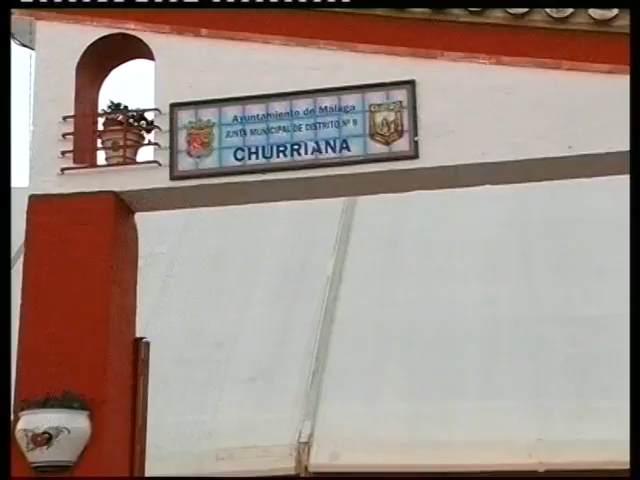 Ayuntamiento de Málaga
JUNTA MUNICIPAL DE DISTRITO Nº 8
CHURRIANA